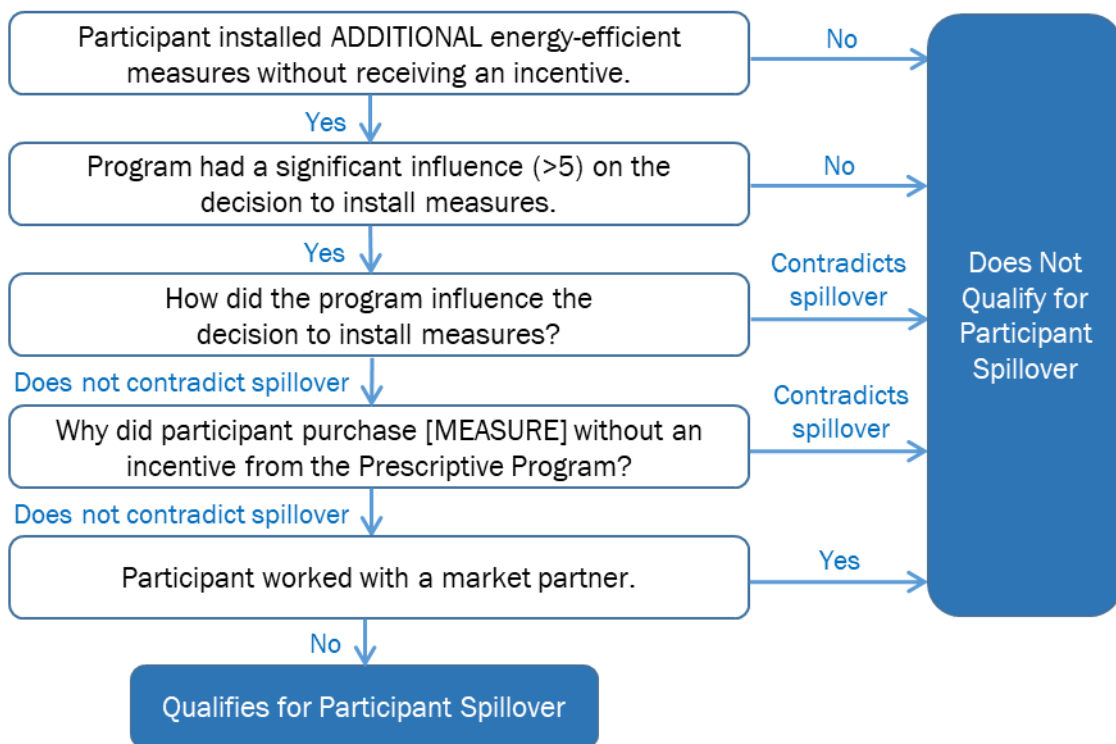 Participant installed ADDITIONAL energy-efficient
measures without receiving an incentive.
No
Yes
Program had a significant influence (>5) on the
decision to install measures.
No
Yes
How did the program influence the
decision to install measures?
Contradicts
spillover
Does not contradict spillover
Why did participant purchase [MEASURE] without an
incentive from the Prescriptive Program?
Contradicts
spillover
Does not contradict spillover
Participant worked with a market partner.
Yes
No
Qualifies for Participant Spillover
Does Not
Qualify for
Participant
Spillover